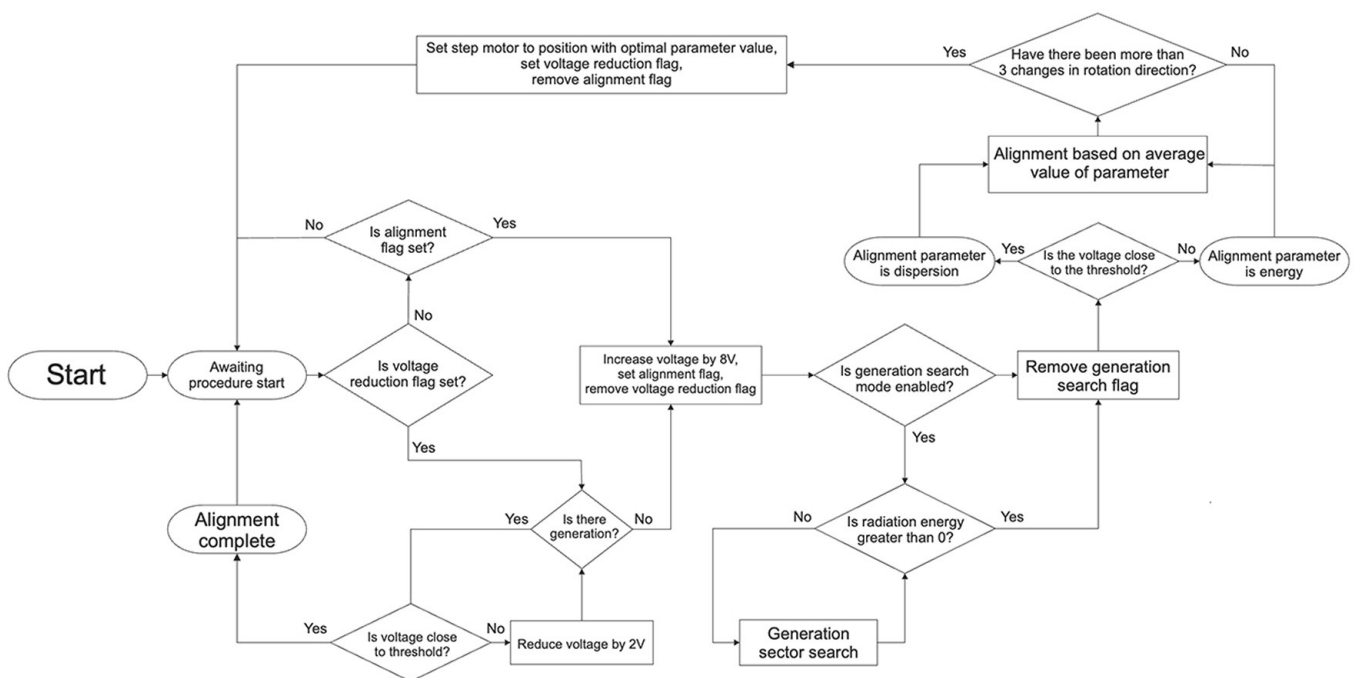 Set step motor to position with optimal parameter value,
set voltage reduction flag,
remove alignment flag
Yes
Have there been more than
3 changes in rotation direction?
No
Alignment based on average
value of parameter
No
Is alignment
flag set?
Yes
Alignment parameter
is dispersion
Yes
Is the voltage close
to the threshold?
No
Alignment parameter
is energy
No
Start
Awaiting
procedure start
Is voltage
reduction flag set?
Increase voltage by 8V,
set alignment flag,
remove voltage reduction flag
Is generation search
mode enabled?
Remove generation
search flag
Yes
Yes
Alignment
complete
Yes
Is there
generation?
No
No
Is radiation energy
greater than 0?
Yes
Yes
Is voltage close
to threshold?
No
Reduce voltage by 2V
Generation
sector search